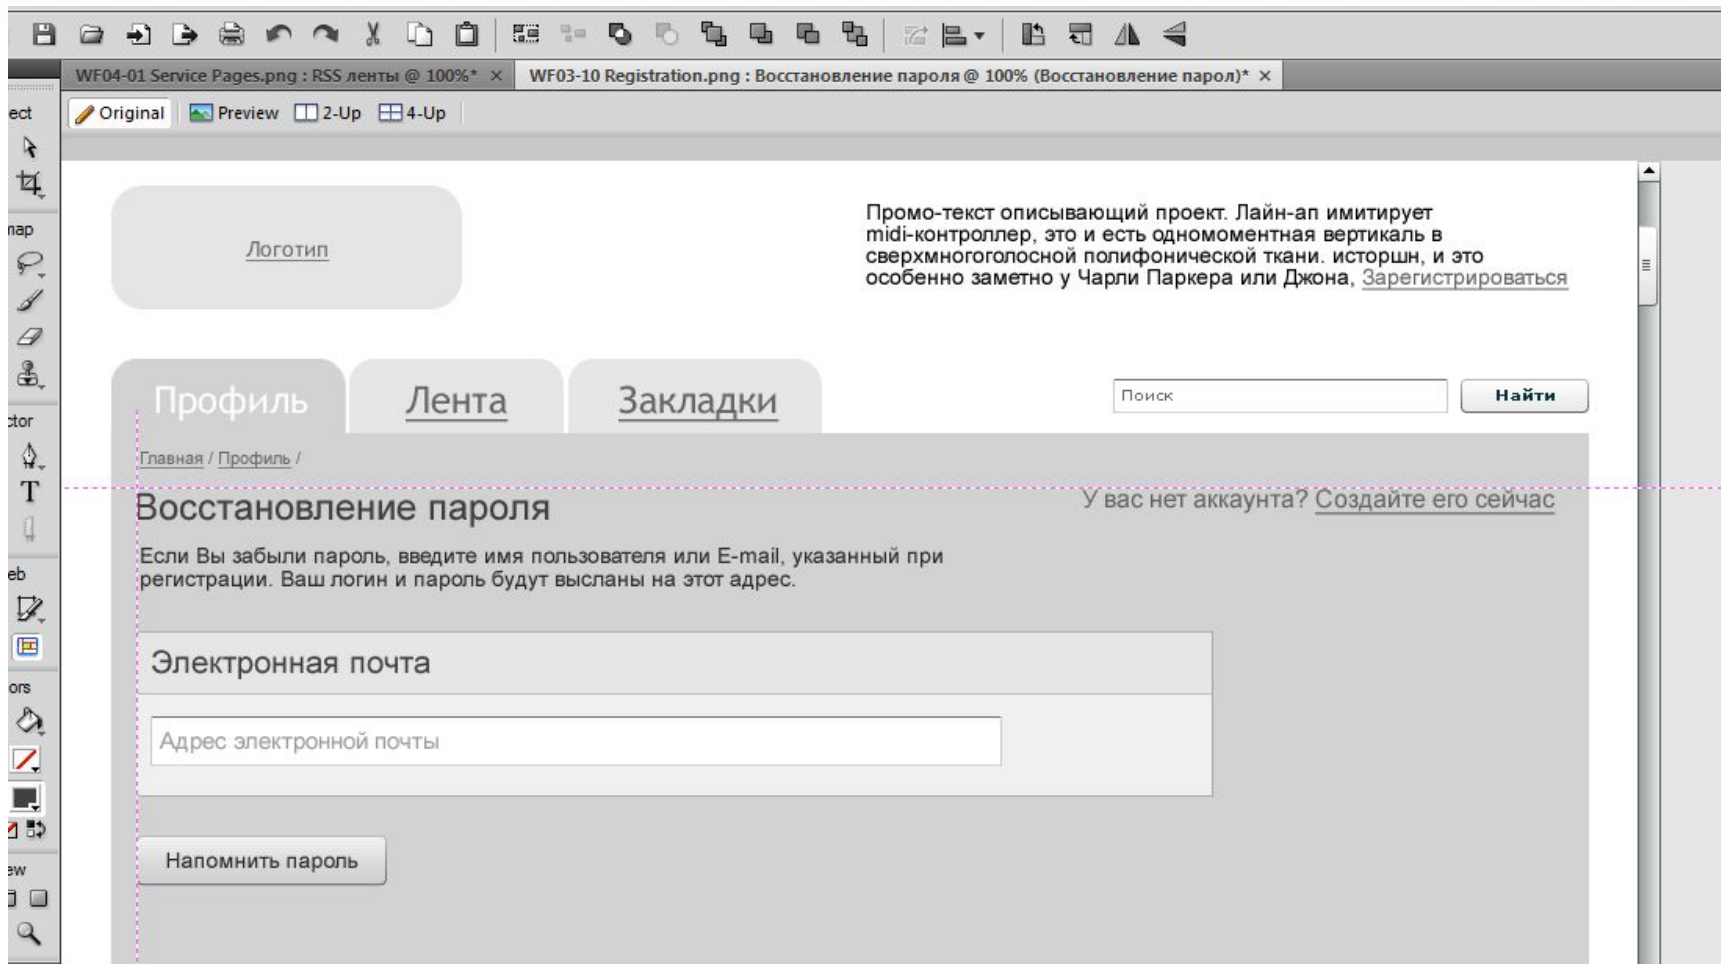 WF04-01 Service Pages.png : RSS ленты @ 100%* ×
WF03-10 Registration.png : Восстановление пароля @ 100% (Восстановление парол)* ×
ect
Original
Preview
2-Up
4-Up
Логотип
Промо-текст описывающий проект. Лайн-ап имитирует
midi-контроллер, это и есть одномоментная вертикаль в
сверхмногоголосной полифонической ткани.исторшн, и это
особенно заметно у Чарли Паркера или Джона, Зарегистрироваться
map
Профиль
Лента
Закладки
Поиск
Найти
ctor
Главная / Профиль /
Восстановление пароля
У вас нет аккаунта? Создайте его сейчас
Если Вы забыли пароль, введите имя пользователя или E-mail, указанный при
регистрации. Ваш логин и пароль будут высланы на этот адрес.
eb
Электронная почта
ors
Адрес электронной почты
Напомнить пароль
ew